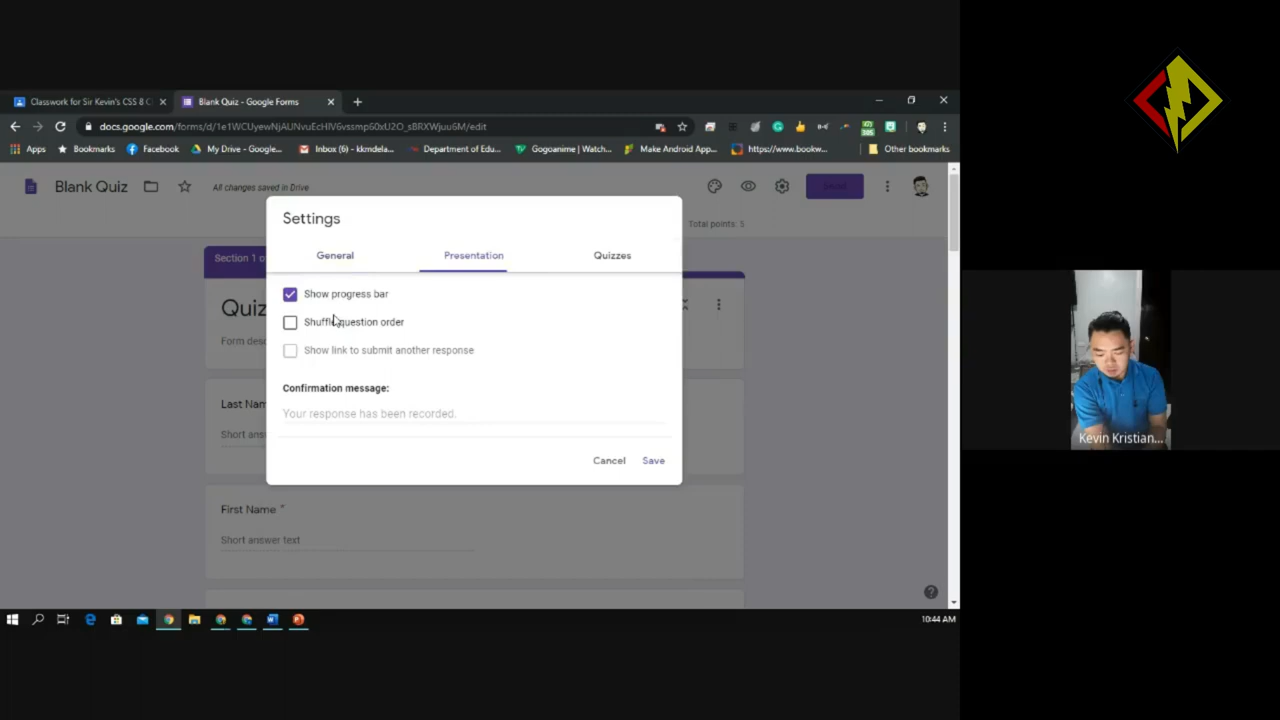 Classwork for Sir Kevin's CSS 8 C
Blank Quiz - Google Forms
docs.google.com/forms/d/1e1WCUyewNjAUNvuEcHIV6vssmp60xU2O_sBRXWjuu6M/edit
Apps Bookmarks Facebook My Drive - Google... Inbox (6) - kkmdela... Department of Edu... Gogoanime | Watch... Make Android App... https://www.bookw... Other bookmarks
Blank Quiz All changes saved in Drive Send
Total points: 5
Settings
General Presentation Quizzes
Section 1 o
Show progress bar
Quiz
Shuffle question order
Form desc
Show link to submit another response
Confirmation message:
Last Nam
Your response has been recorded.
Short ans
Cancel Save
First Name *
Short answer text
Kevin Kristian...
10:44 AM